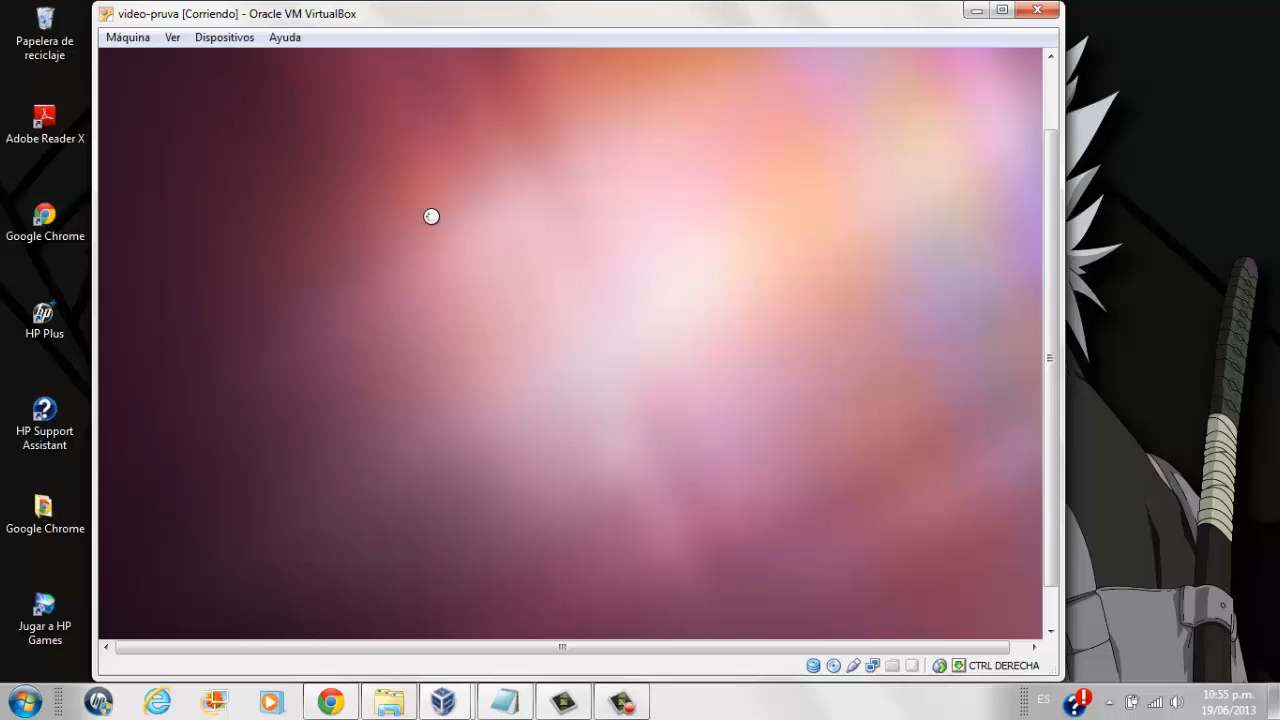 video-pruva [Corriendo] - Oracle VM VirtualBox
Máquina Ver Dispositivos Ayuda
Papelera de
reciclaje
Adobe Reader X
Google Chrome
HP Plus
HP Support
Assistant
Google Chrome
Jugar a HP
Games
CTRL DERECHA
ES
10:55 p.m.
19/06/2013